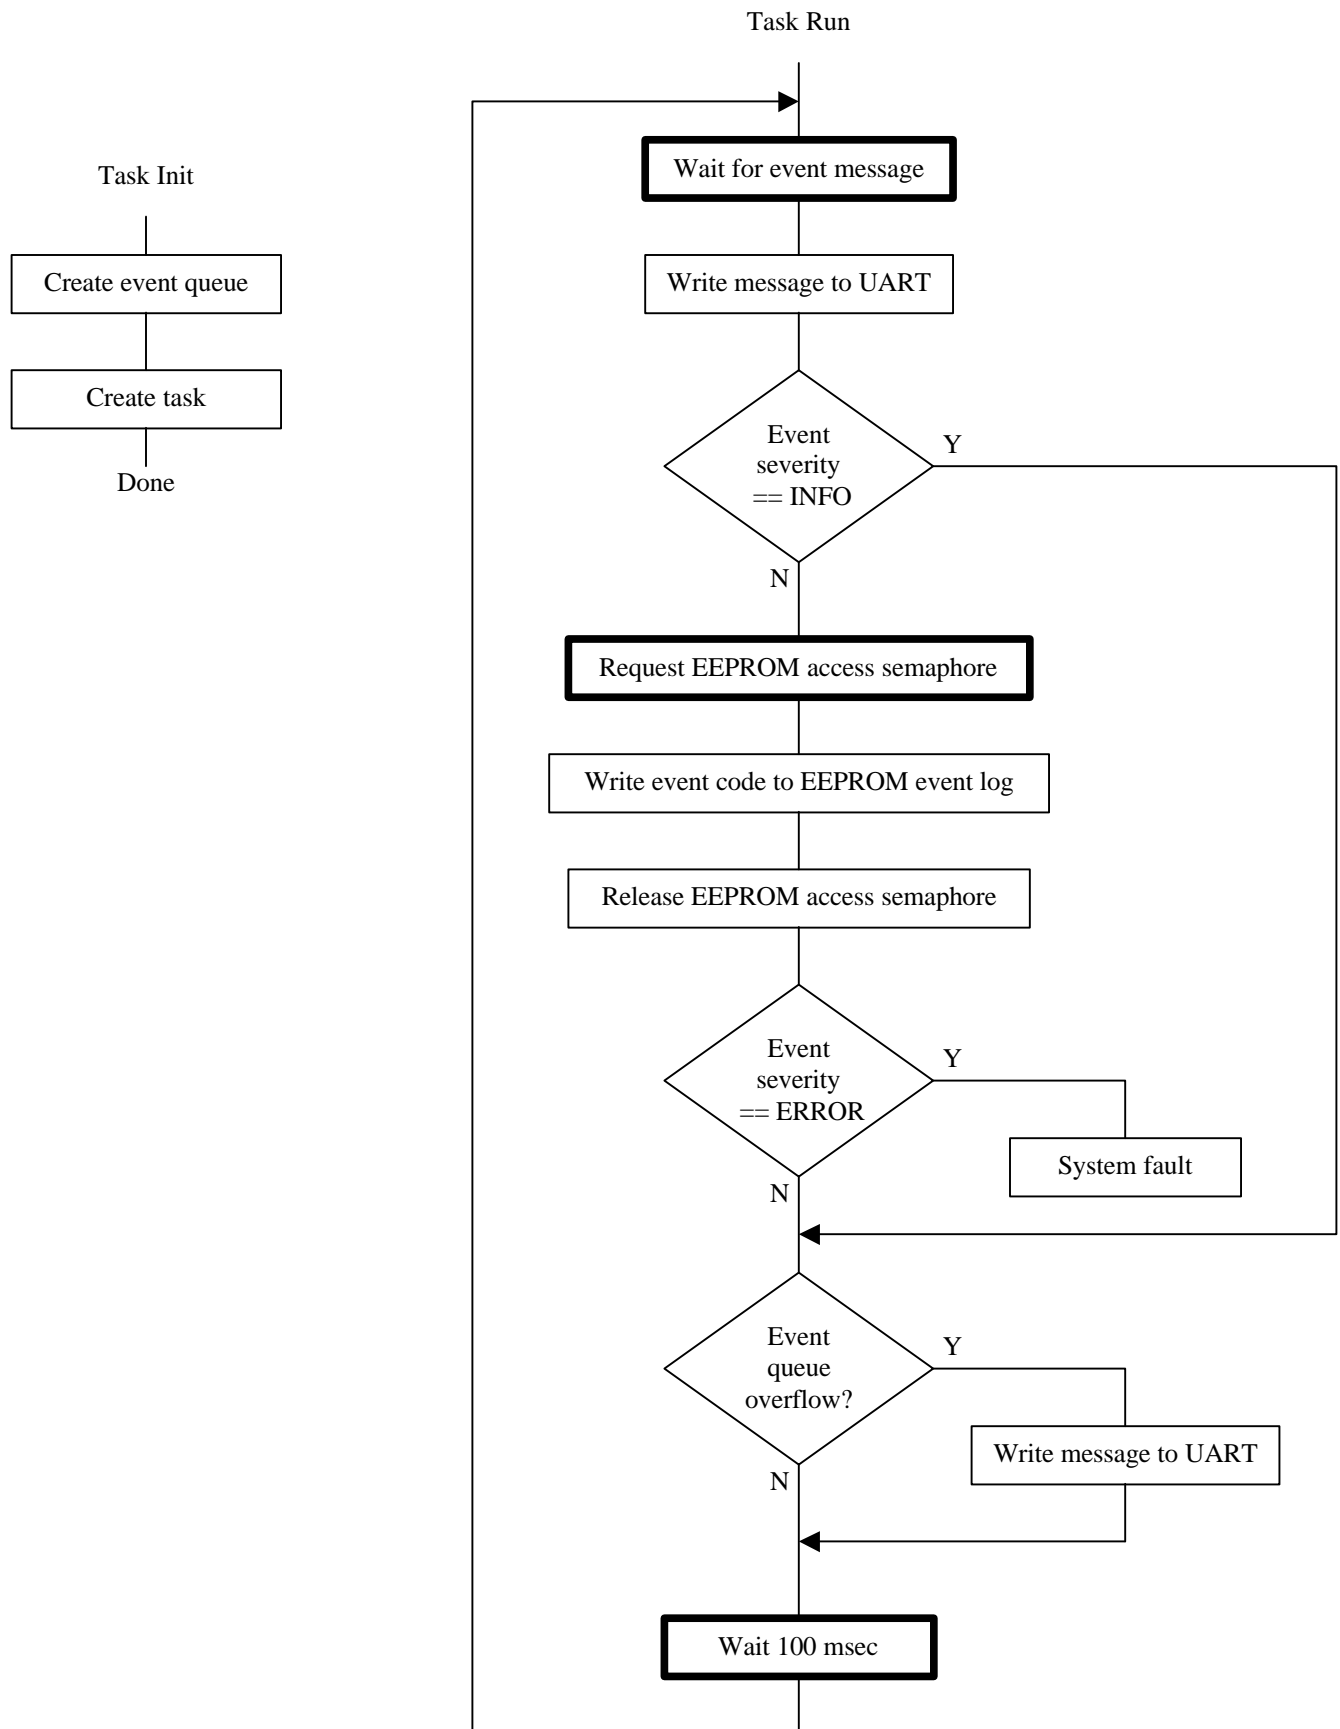 Task Run
Wait for event message
Task Init
Create event queue
Write message to UART
Create task
Done
Event
severity
== INFO
Y
N
Request EEPROM access semaphore
Write event code to EEPROM event log
Release EEPROM access semaphore
Event
severity
== ERROR
Y
System fault
N
Event
queue
overflow?
Y
Write message to UART
N
Wait 100 msec